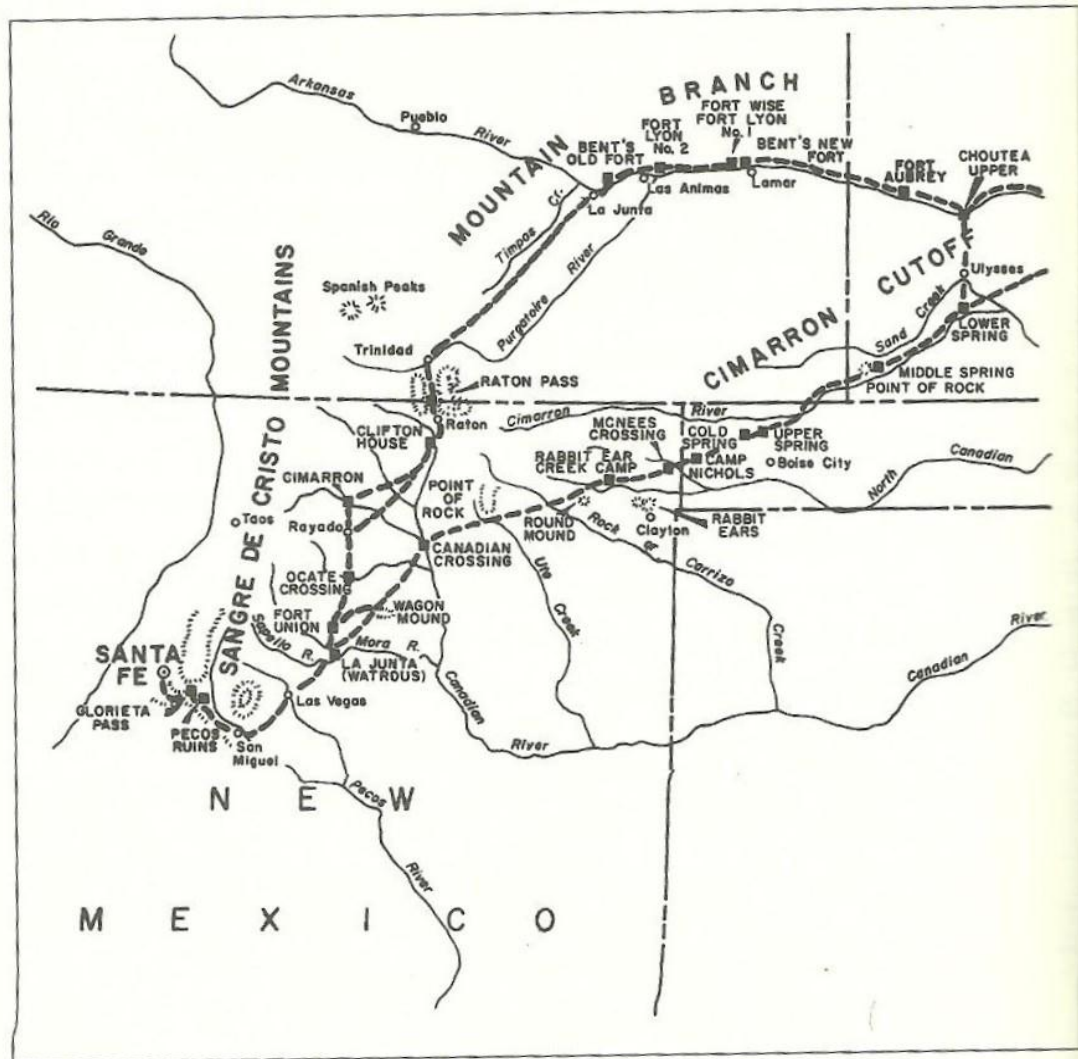 BRANCH
Arkansas
River
Pueblo
MOUNTAIN
BENT'S
OLD FORT
FORT
LYON
No. 2
FORT WISE
FORT LYON
No. 1
BENT'S NEW
FORT
FORT
AUBREY
CHOUTEA
UPPER
Las Animas
Lamar
La Junta
Rio
Grande
Timpas Cr.
Purgatoire
River
Spanish Peaks
Trinidad
SANGRE DE CRISTO MOUNTAINS
CIMARRON CUTOFF
Ulysses
Sand Creek
LOWER
SPRING
MIDDLE SPRING
POINT OF ROCK
RATON PASS
Raton
Cimarron
River
CLIFTON
HOUSE
MCNEES
CROSSING
COLD
SPRING
UPPER
SPRING
CAMP
NICHOLS
Boise City
North
Canadian
RABBIT EAR
CREEK CAMP
CIMARRON
POINT
OF
ROCK
Taos
Rayado
ROUND
MOUND
Rock
or
Carrizo
Creek
Clayton
RABBIT
EARS
CANADIAN
CROSSING
OCATE
CROSSING
Ute
Creek
WAGON
MOUND
FORT
UNION
Sapello
R.
Mora R.
LA JUNTA
(WATROUS)
SANTA
FE
Las Vegas
Canadian
River
Canadian
River
GLORIETA
PASS
PECOS
RUINS
San
Miguel
Pecos
River
NEW
MEXICO